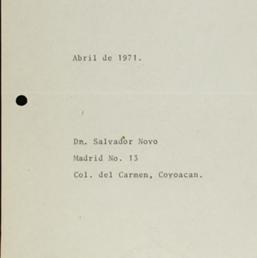 Abril de 1971.
Dn. Salvador Novo
Madrid No. 13
Col. del Carmen, Coyoacan.